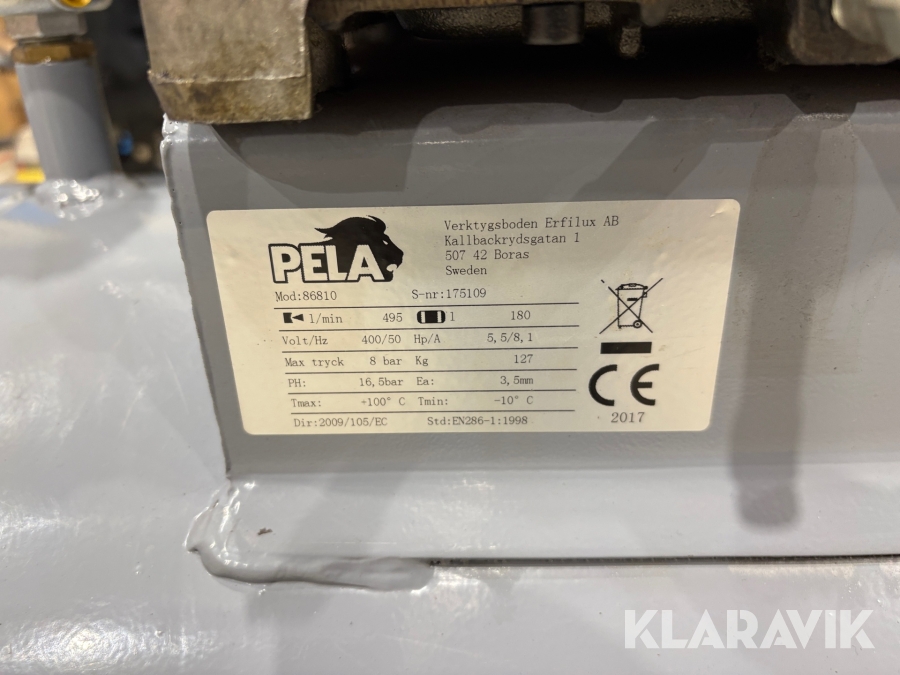 Verktygsboden Erfilux AB
Kallbackrydsgatan 1
507 42 Boras
Sweden
PELA
Mod:86810 S-nr:175109
l/min 495 l 180
Volt/Hz 400/50 Hp/A 5,5/8,1
Max tryck 8 bar Kg 127
PH: 16,5bar Ea: 3,5mm
Tmax: +100° C Tmin: -10° C
Dir:2009/105/EC Std:EN286-1:1998
CE
2017
KLARAVIK